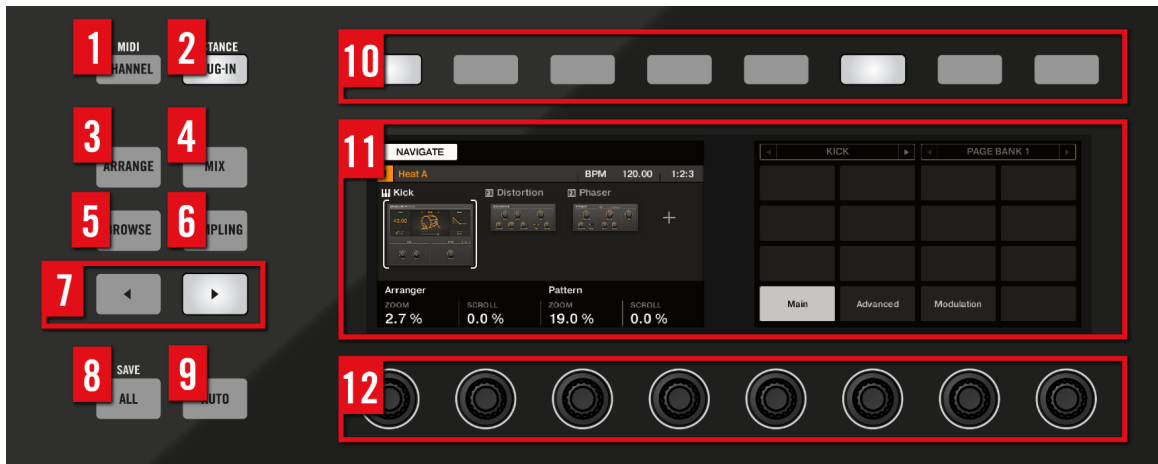 1
MIDI
HANNEL
2
TANCE
UG-IN
3
ARRANGE
4
MIX
5
ROWSE
6
MPLING
7
8
SAVE
ALL
9
AUTO
10
11
NAVIGATE
Heat A BPM 120.00 1:2:3
Kick Distortion Phaser
+
Arranger Pattern
ZOOM SCROLL ZOOM SCROLL
2.7 % 0.0 % 19.0 % 0.0 %
KICK PAGE BANK 1
Main Advanced Modulation
12